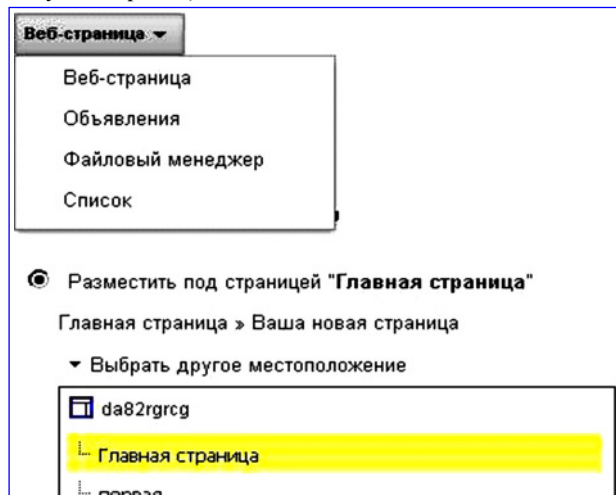 Веб-страница
Веб-страница
Объявления
Файловый менеджер
Список
Разместить под страницей "Главная страница"
Главная страница » Ваша новая страница
Выбрать другое местоположение
da82rgrcg
Главная страница